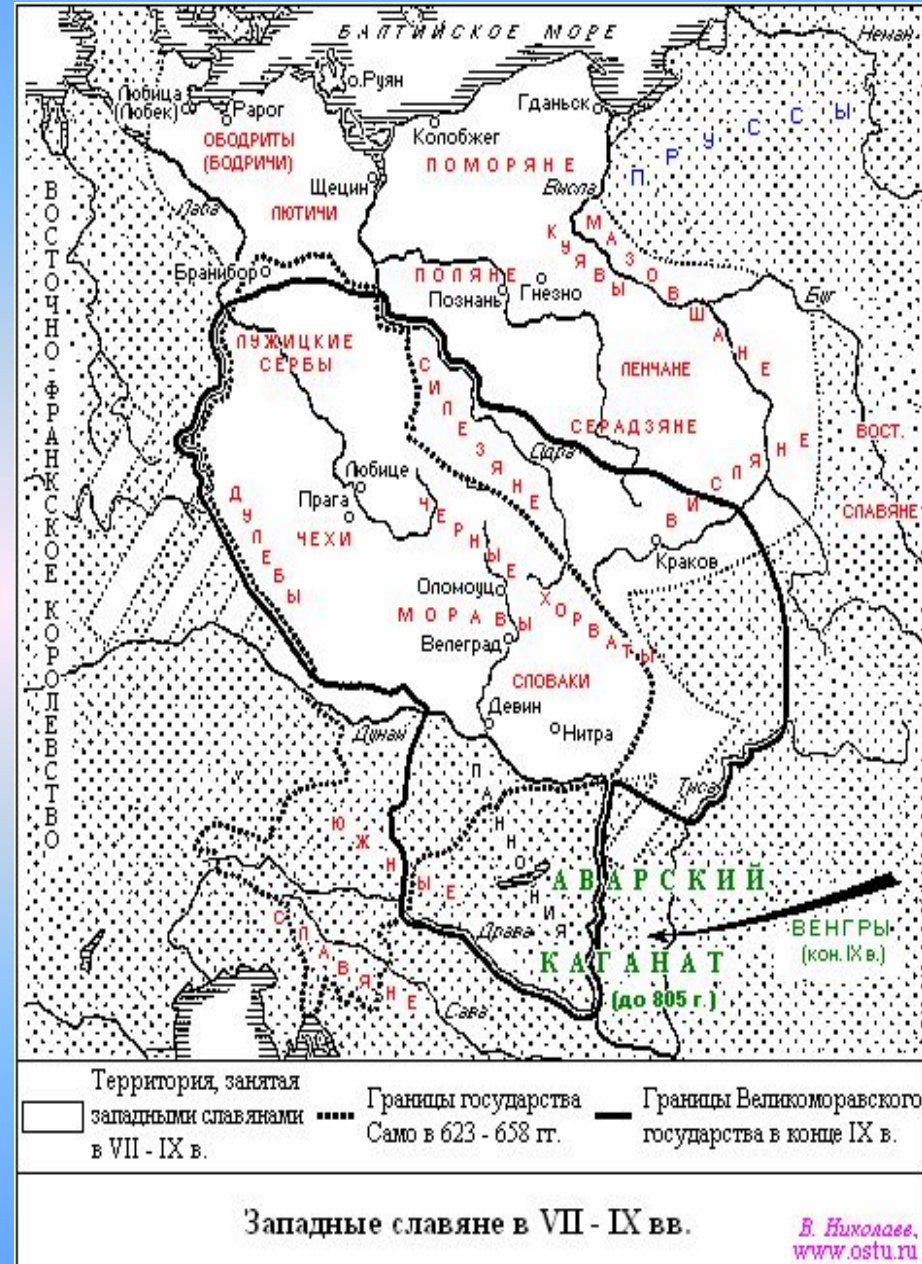 БАЛТИЙСКОЕ МОРЕ
Неман
о.Руян
Любица
(Любек)
Рарог
Гданьск
ОБОДРИТЫ
(БОДРИЧИ)
Колобжег
ПОМОРЯНЕ
ПРУССЫ
Щецин
Висла
Лаба
ЛЮТИЧИ
МАЗОВШАНЕ
КУЯВЫ
Бранибор
ПОЛЯНЕ
Познань
Гнезно
Буг
ВОСТОЧНО-ФРАНКСКОЕ КОРОЛЕВСТВО
ЛУЖИЦКИЕ
СЕРБЫ
СИЛЕЗЯНЕ
ЛЕНЧАНЕ
СЕРАДЗЯНЕ
ВОСТ.
СЛАВЯНЕ
Одра
Любице
Прага
ВИСЛЯНЕ
ДУЛЕБЫ
ЧЕХИ
ЧЕРНЫЕ
ХОРВАТЫ
Краков
Оломоуц
МОРАВЫ
Велеград
СЛОВАКИ
Девин
Нитра
Дунай
Тиса
ПАННОНИЯ
ЮЖНЫЕ
СЛАВЯНЕ
АВАРСКИЙ
КАГАНАТ
(до 805 г.)
ВЕНГРЫ
(кон. IX в.)
Драва
Сава
Территория, занятая
западными славянами
в VII - IX в.
Границы государства
Само в 623 - 658 гг.
Границы Великоморавского
государства в конце IX в.
Западные славяне в VII - IX вв.
В. Николаев,
www.ostu.ru